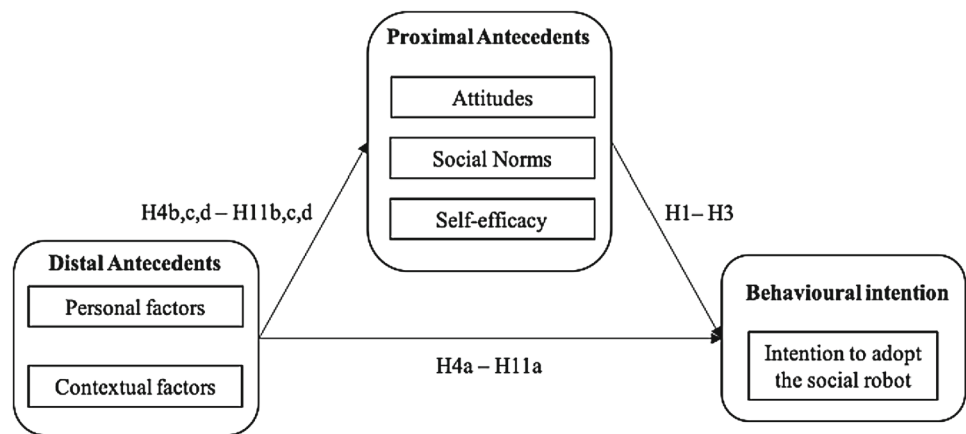 Proximal Antecedents
Attitudes
Social Norms
Self-efficacy
H4b,c,d – H11b,c,d
H1– H3
Distal Antecedents
Personal factors
Contextual factors
H4a – H11a
Behavioural intention
Intention to adopt
the social robot